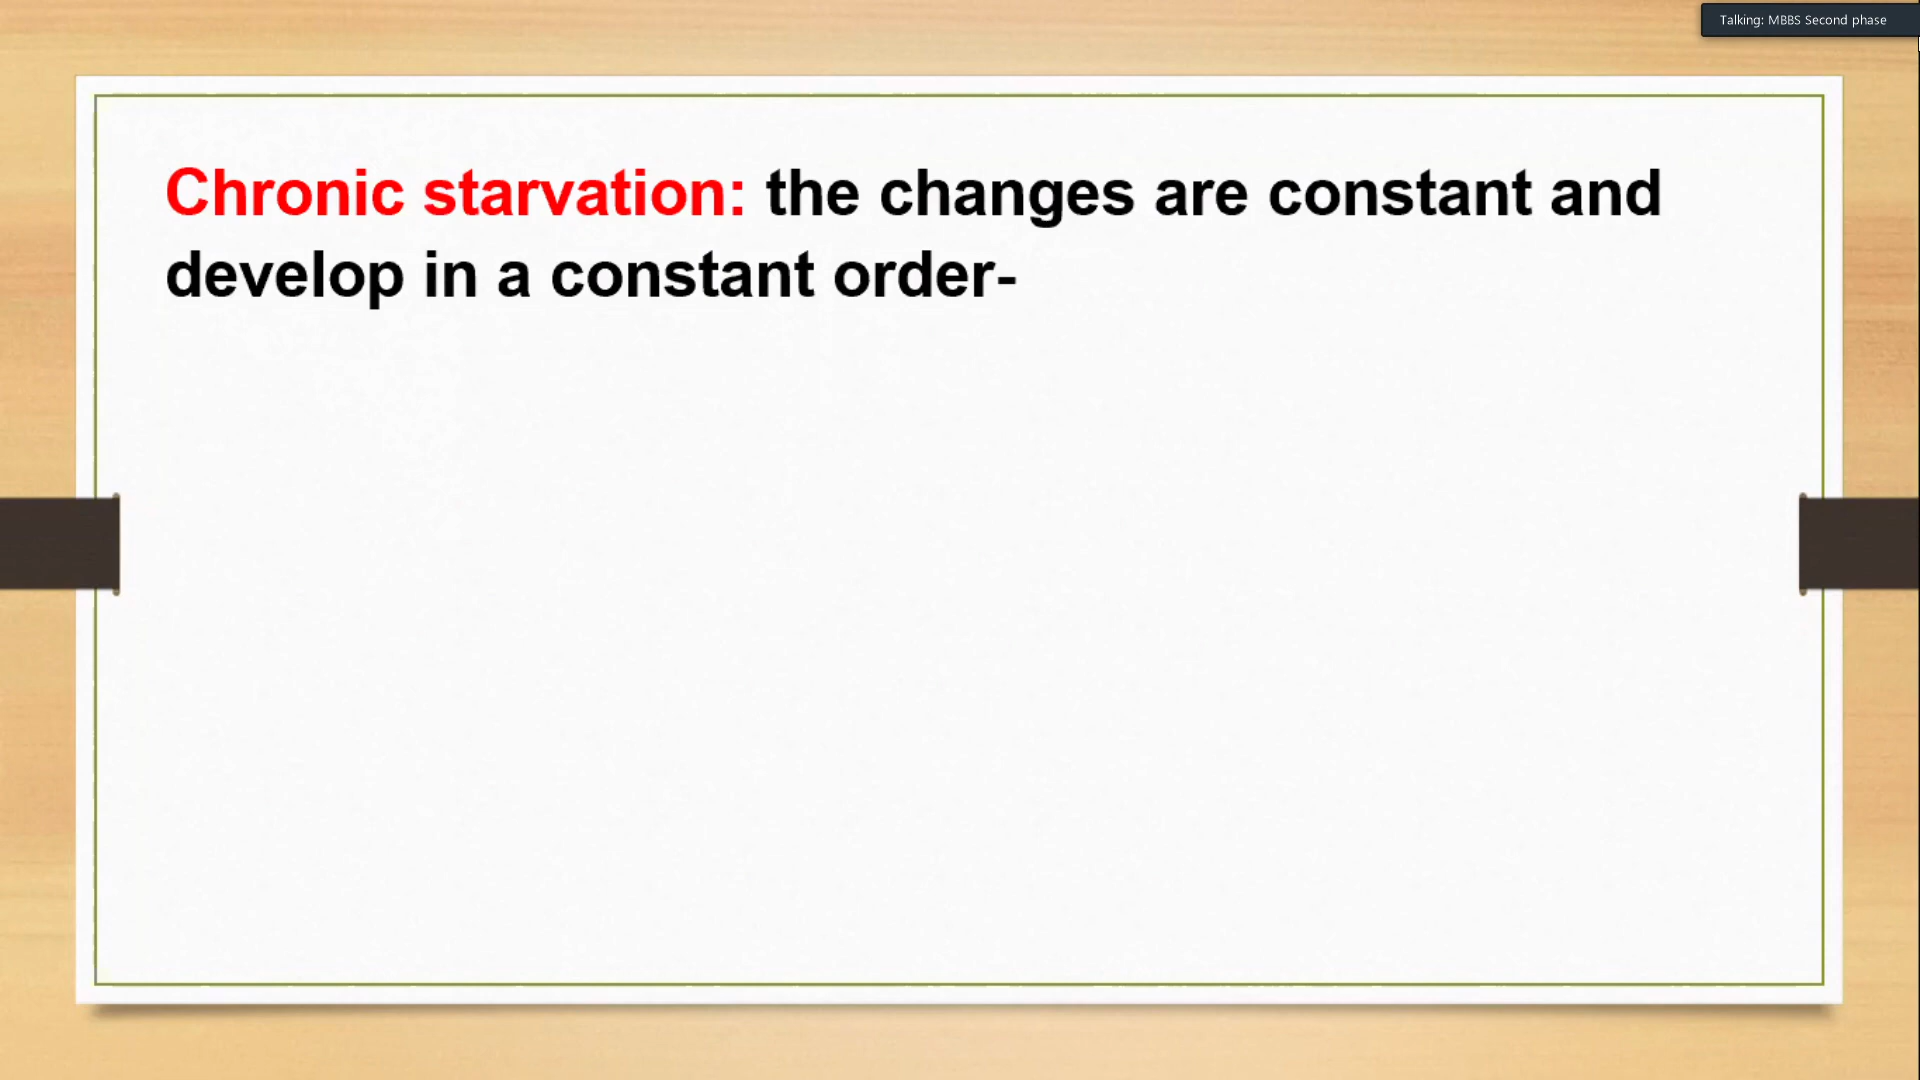 Talking: MBBS Second phase
Chronic starvation: the changes are constant and
develop in a constant order-